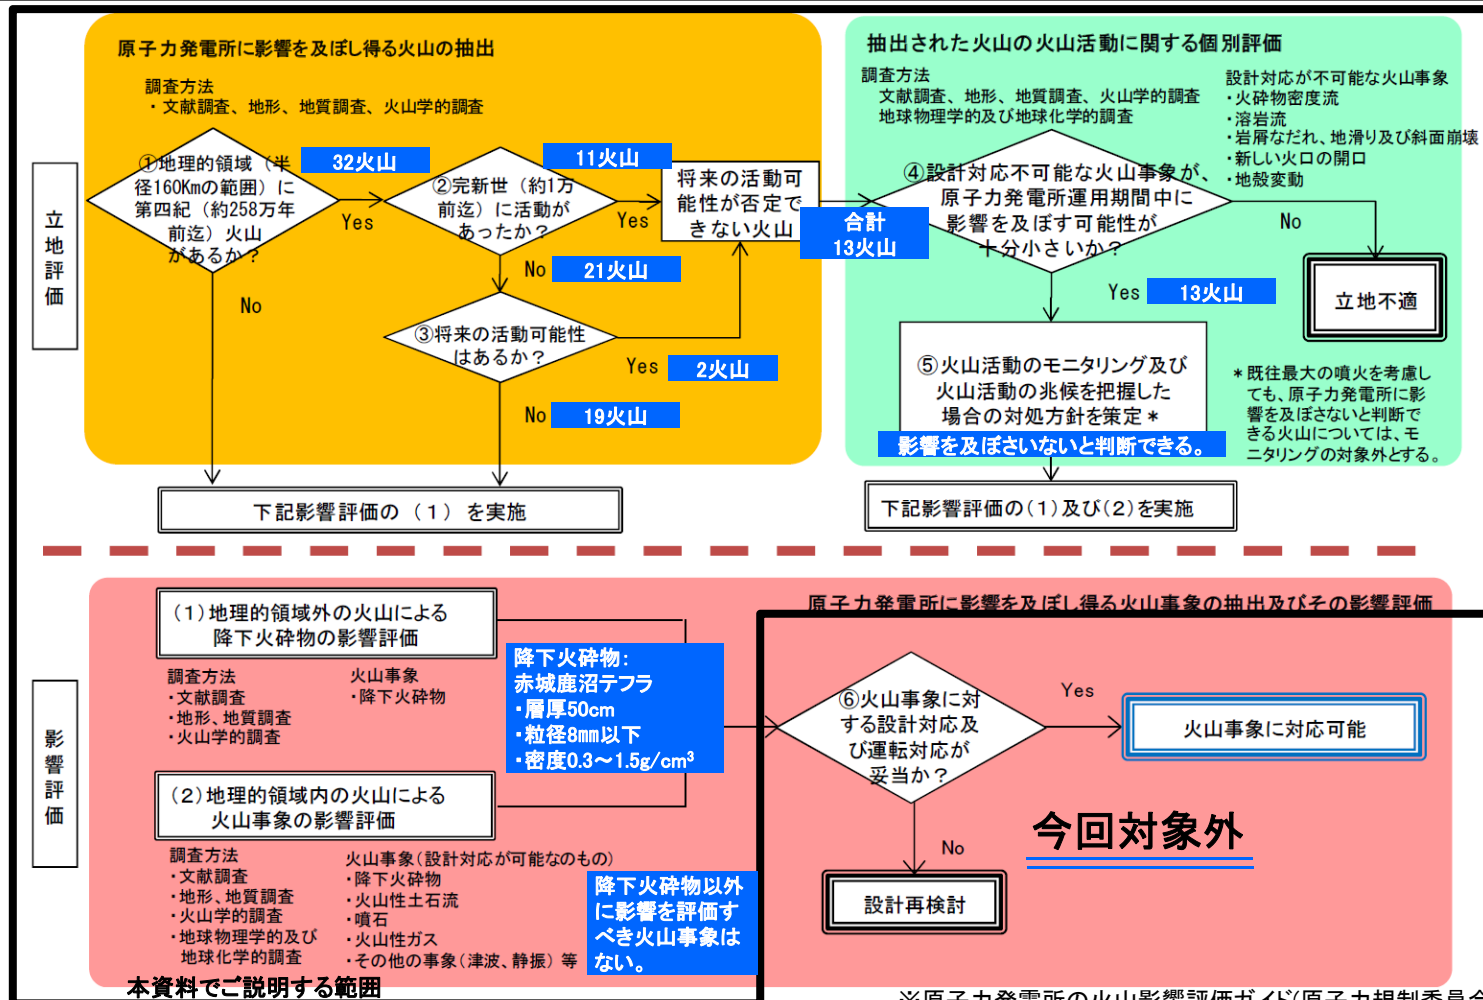 原子力発電所に影響を及ぼし得る火山の抽出
調査方法
・文献調査、地形、地質調査、火山学的調査
立地評価
①地理的領域（半
径160Kmの範囲）に
第四紀（約258万年
前迄）火山
があるか？
32火山
Yes
No
②完新世（約1万
前迄）に活動が
あったか？
11火山
Yes
No
21火山
③将来の活動可能性
はあるか？
Yes
2火山
No
19火山
将来の活動可
能性が否定で
きない火山
合計
13火山
下記影響評価の（１）を実施
抽出された火山の火山活動に関する個別評価
調査方法
文献調査、地形、地質調査、火山学的調査
地球物理学的及び地球化学的調査
設計対応が不可能な火山事象
・火砕物密度流
・溶岩流
・岩屑なだれ、地滑り及び斜面崩壊
・新しい火口の開口
・地殻変動
④設計対応不可能な火山事象が、
原子力発電所運用期間中に
影響を及ぼす可能性が
十分小さいか？
No
立地不適
Yes
13火山
⑤火山活動のモニタリング及び
火山活動の兆候を把握した
場合の対処方針を策定＊
影響を及ぼさいないと判断できる。
＊既往最大の噴火を考慮し
ても、原子力発電所に影
響を及ぼさないと判断で
きる火山については、モ
ニタリングの対象外とする。
下記影響評価の(１)及び(２)を実施
影響評価
原子力発電所に影響を及ぼし得る火山事象の抽出及びその影響評価
(１)地理的領域外の火山による
降下火砕物の影響評価
調査方法
・文献調査
・地形、地質調査
・火山学的調査
火山事象
・降下火砕物
降下火砕物：
赤城鹿沼テフラ
・層厚50cm
・粒径8㎜以下
・密度0.3～1.5g/cm³
(２)地理的領域内の火山による
火山事象の影響評価
調査方法
・文献調査
・地形、地質調査
・火山学的調査
・地球物理学的及び
地球化学的調査
火山事象(設計対応が可能なのもの)
・降下火砕物
・火山性土石流
・噴石
・火山性ガス
・その他の事象(津波、静振) 等
降下火砕物以外
に影響を評価す
べき火山事象は
ない。
⑥火山事象に対
する設計対応及
び運転対応が
妥当か？
Yes
火山事象に対応可能
No
設計再検討
今回対象外
本資料でご説明する範囲
※原子力発電所の火山影響評価ガイド(原子力規制委員会